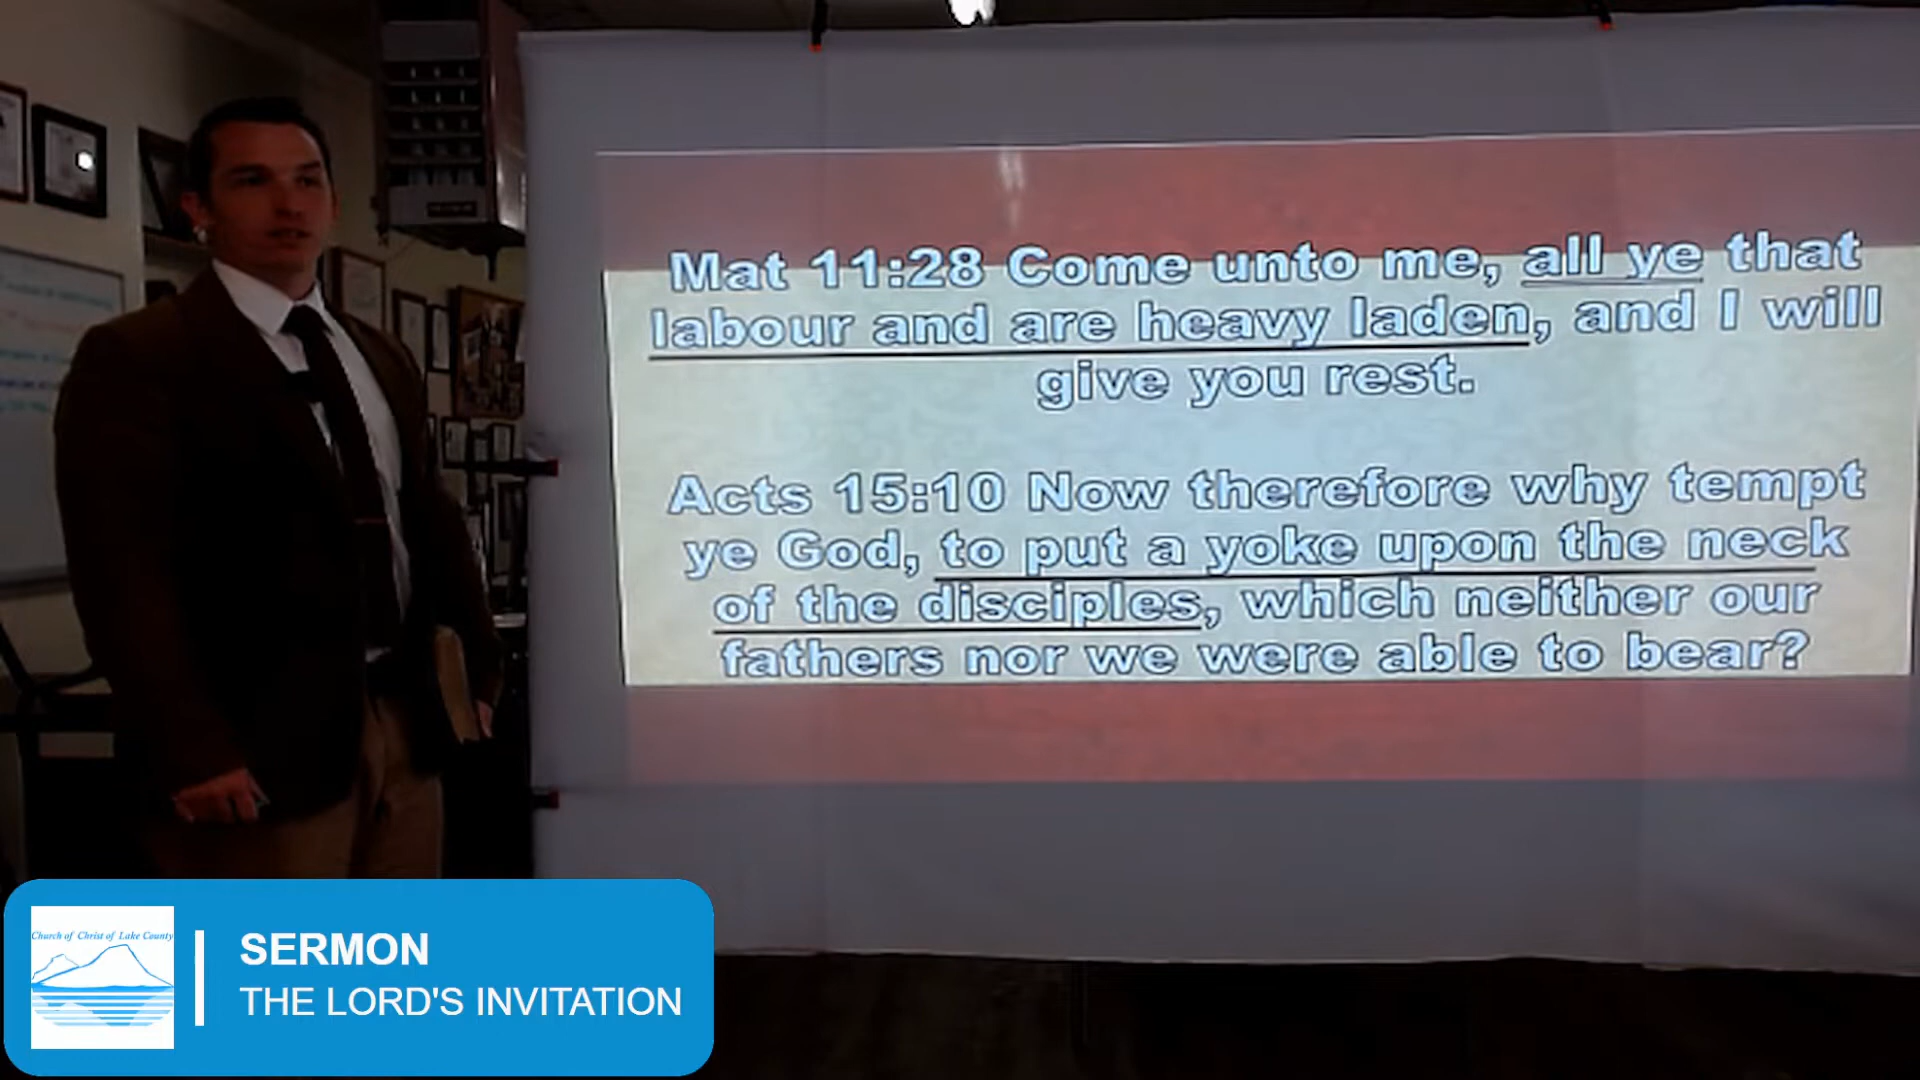 Mat 11:28 Come unto me, all ye that
labour and are heavy laden, and I will
give you rest.
Acts 15:10 Now therefore why tempt
ye God, to put a yoke upon the neck
of the disciples, which neither our
fathers nor we were able to bear?
Church of Christ of Lake County
SERMON
THE LORD'S INVITATION